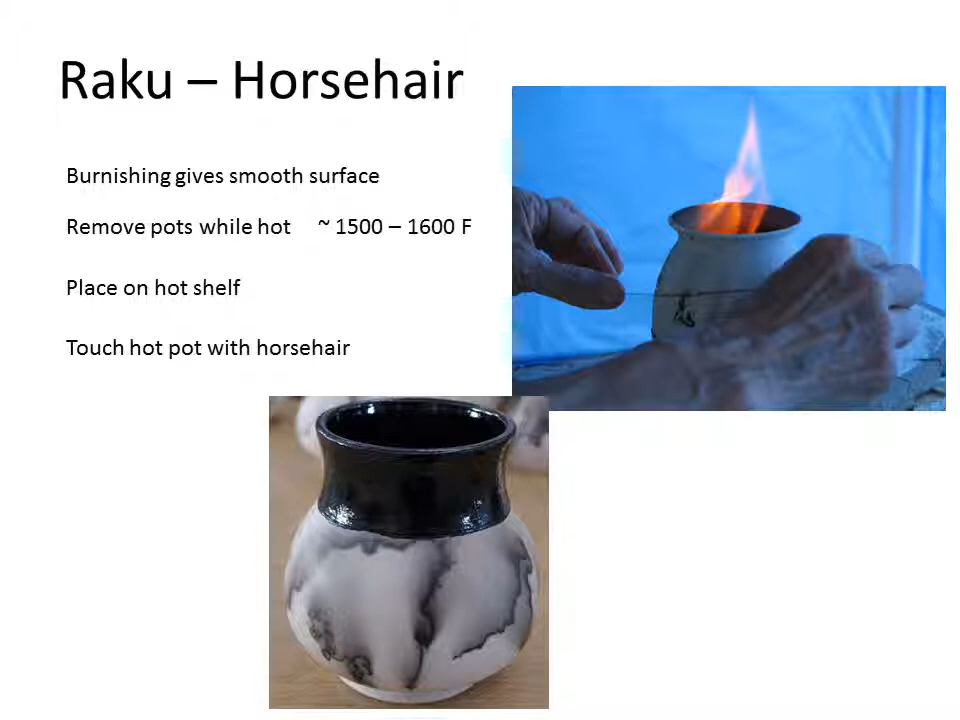 Raku – Horsehair
Burnishing gives smooth surface
Remove pots while hot ~ 1500 – 1600 F
Place on hot shelf
Touch hot pot with horsehair